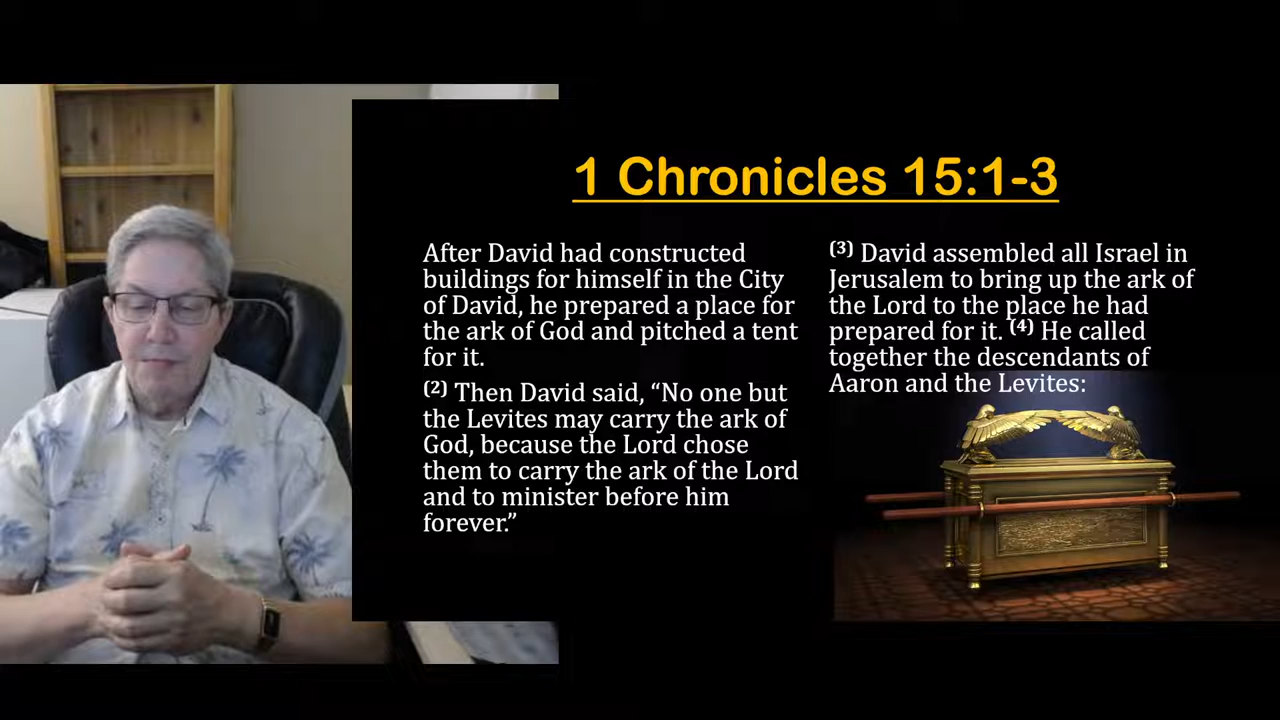 1 Chronicles 15:1-3
After David had constructed
buildings for himself in the City
of David, he prepared a place for
the ark of God and pitched a tent
for it.
(2) Then David said, “No one but
the Levites may carry the ark of
God, because the Lord chose
them to carry the ark of the Lord
and to minister before him
forever.”
(3) David assembled all Israel in
Jerusalem to bring up the ark of
the Lord to the place he had
prepared for it. (4) He called
together the descendants of
Aaron and the Levites: